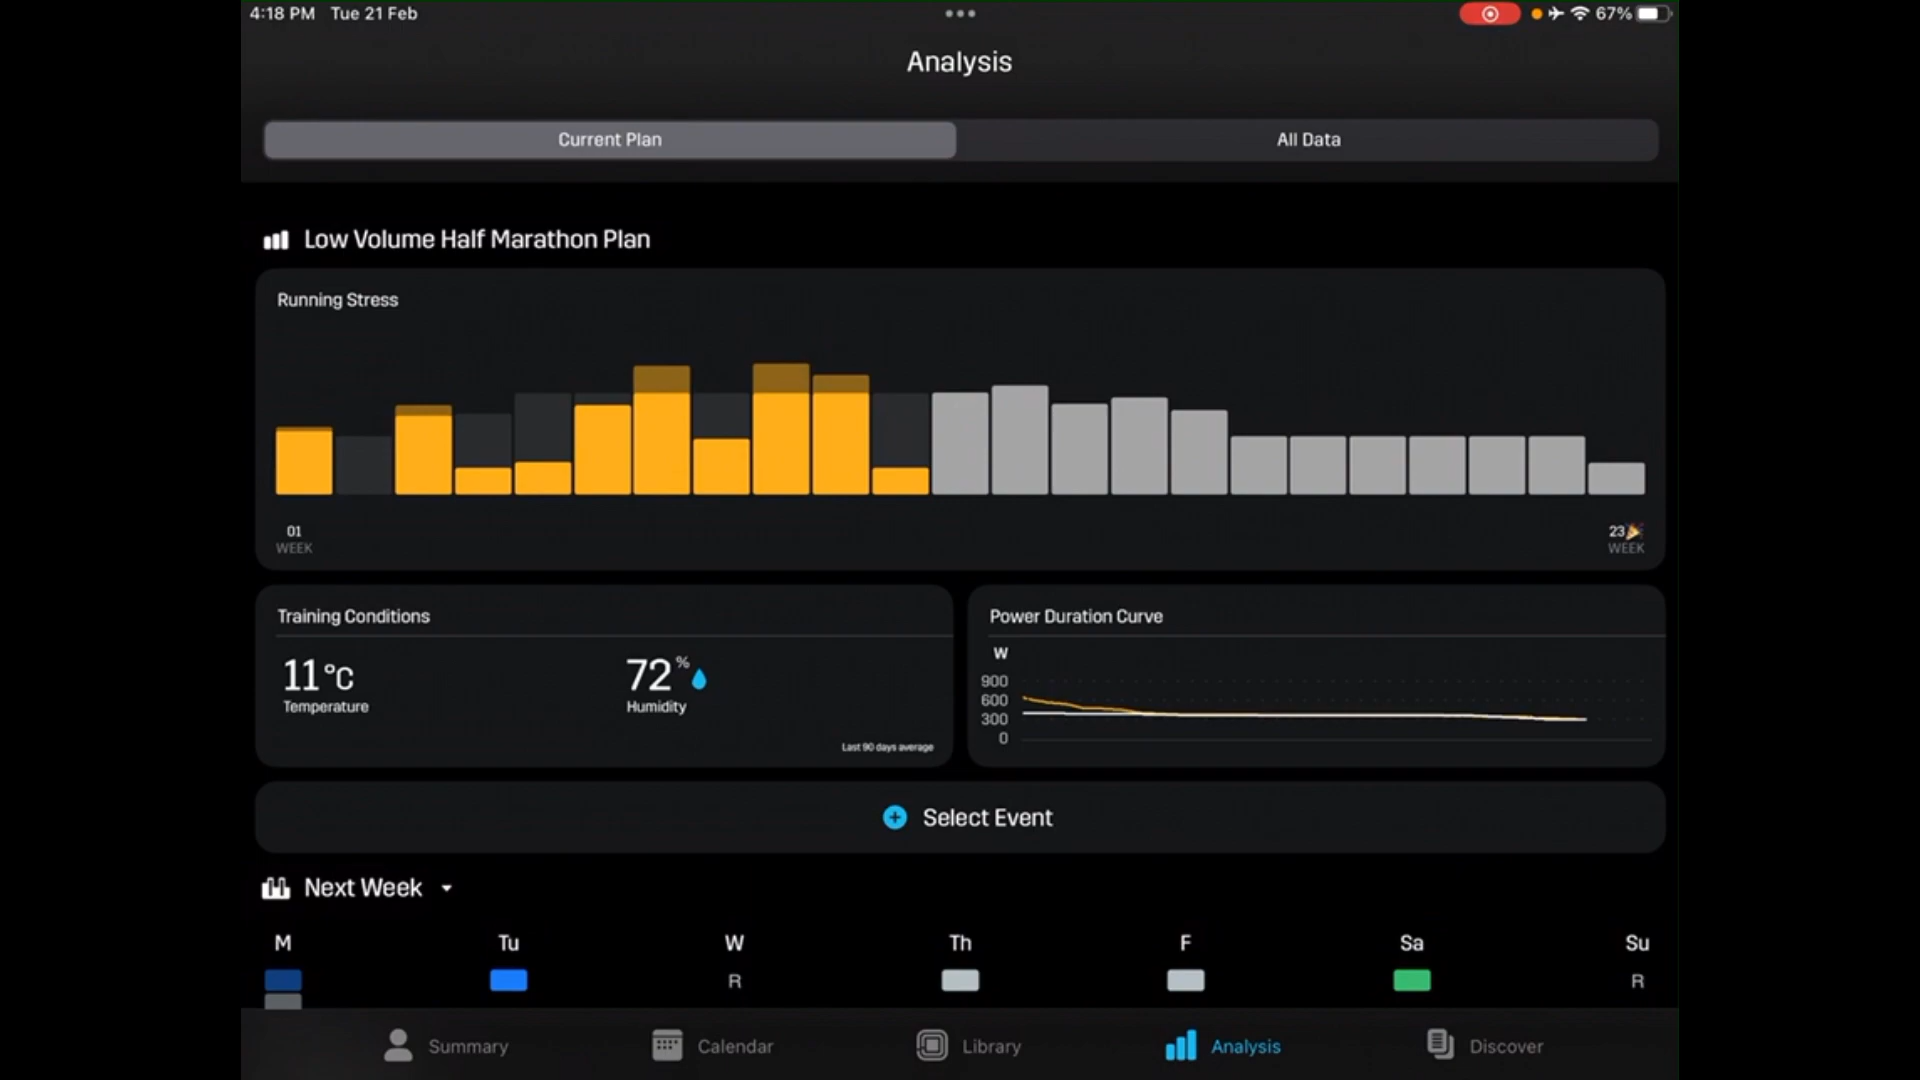 4:18 PM Tue 21 Feb
67%
Analysis
Current Plan
All Data
Low Volume Half Marathon Plan
Running Stress
01
WEEK
23
WEEK
Training Conditions
11°C
Temperature
72%
Humidity
Last 90 days average
Power Duration Curve
W
900
600
300
0
Select Event
Next Week
M Tu W Th F Sa Su
R R
Summary
Calendar
Library
Analysis
Discover